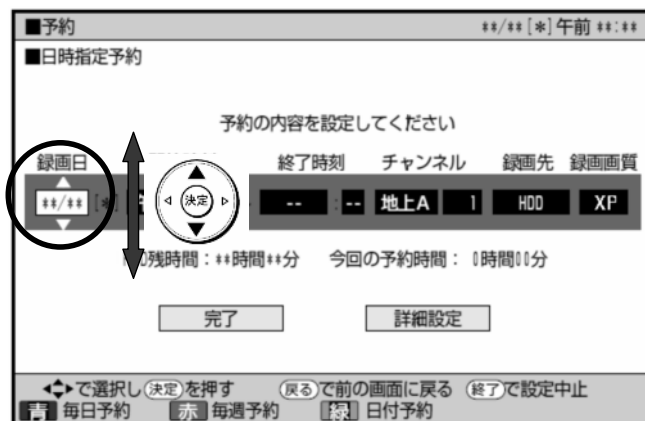 ■予約 **/**[*]午前 **:**
■日時指定予約
予約の内容を設定してください
録画日 終了時刻 チャンネル 録画先 録画画質
**/** [*] 決定 -- : -- 地上A 1 HDD XP
残時間:**時間**分 今回の予約時間: 0時間00分
完了 詳細設定
で選択し 決定 を押す 戻る で前の画面に戻る 終了 で設定中止
青 毎日予約 赤 毎週予約 緑 日付予約